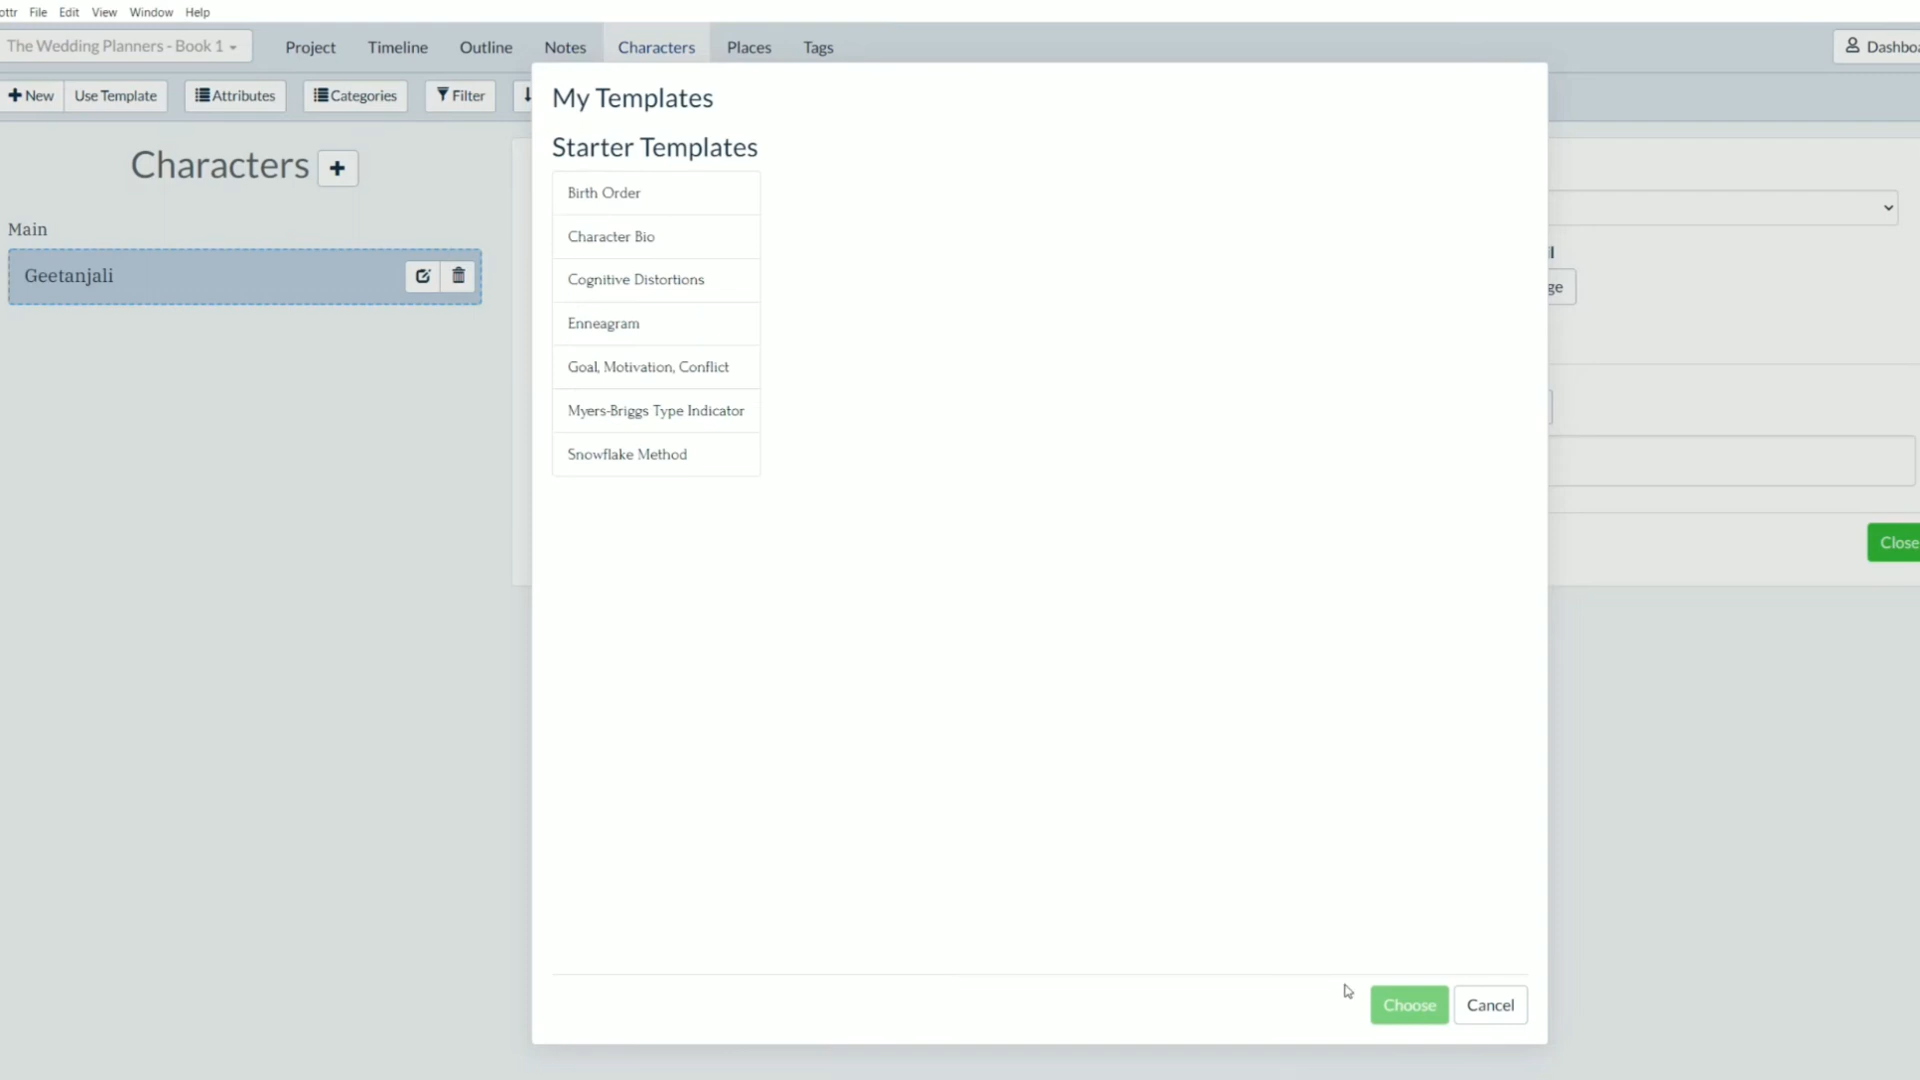 ottr File Edit View Window Help
The Wedding Planners - Book 1 Project Timeline Outline Notes Characters Places Tags Dashboa
New Use Template Attributes Categories Filter
My Templates
Characters
Starter Templates
Birth Order
Main
Character Bio
Geetanjali
Cognitive Distortions
ge
Enneagram
Goal, Motivation, Conflict
Myers-Briggs Type Indicator
Snowflake Method
Close
Choose Cancel